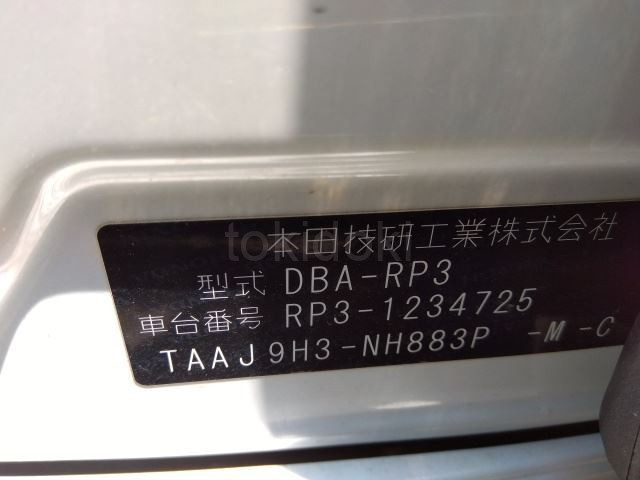 本田技研工業株式会社
型式 DBA-RP3
車台番号 RP3-1234725
TAAJ 9H3-NH883P -M -C
tokidoki